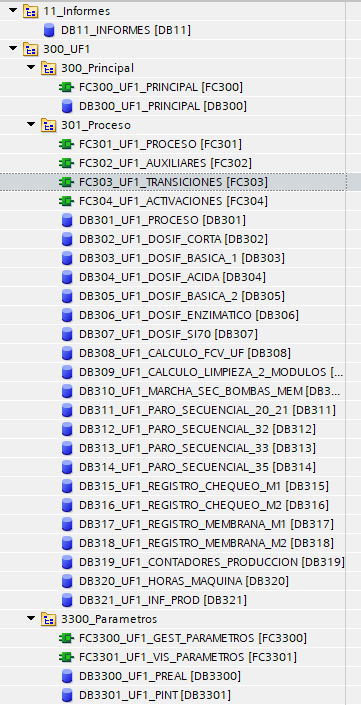 11_Informes
DB11_INFORMES [DB11]
300_UF1
300_Principal
FC300_UF1_PRINCIPAL [FC300]
DB300_UF1_PRINCIPAL [DB300]
301_Proceso
FC301_UF1_PROCESO [FC301]
FC302_UF1_AUXILIARES [FC302]
FC303_UF1_TRANSICIONES [FC303]
FC304_UF1_ACTIVACIONES [FC304]
DB301_UF1_PROCESO [DB301]
DB302_UF1_DOSIF_CORTA [DB302]
DB303_UF1_DOSIF_BASICA_1 [DB303]
DB304_UF1_DOSIF_ACIDA [DB304]
DB305_UF1_DOSIF_BASICA_2 [DB305]
DB306_UF1_DOSIF_ENZIMATICO [DB306]
DB307_UF1_DOSIF_SI70 [DB307]
DB308_UF1_CALCULO_FCV_UF [DB308]
DB309_UF1_CALCULO_LIMPIEZA_2_MODULOS [...
DB310_UF1_MARCHA_SEC_BOMBAS_MEM [DB3...
DB311_UF1_PARO_SECUENCIAL_20_21 [DB311]
DB312_UF1_PARO_SECUENCIAL_32 [DB312]
DB313_UF1_PARO_SECUENCIAL_33 [DB313]
DB314_UF1_PARO_SECUENCIAL_35 [DB314]
DB315_UF1_REGISTRO_CHEQUEO_M1 [DB315]
DB316_UF1_REGISTRO_CHEQUEO_M2 [DB316]
DB317_UF1_REGISTRO_MEMBRANA_M1 [DB317]
DB318_UF1_REGISTRO_MEMBRANA_M2 [DB318]
DB319_UF1_CONTADORES_PRODUCCION [DB319]
DB320_UF1_HORAS_MAQUINA [DB320]
DB321_UF1_INF_PROD [DB321]
3300_Parametros
FC3300_UF1_GEST_PARAMETROS [FC3300]
FC3301_UF1_VIS_PARAMETROS [FC3301]
DB3300_UF1_PREAL [DB3300]
DB3301_UF1_PINT [DB3301]